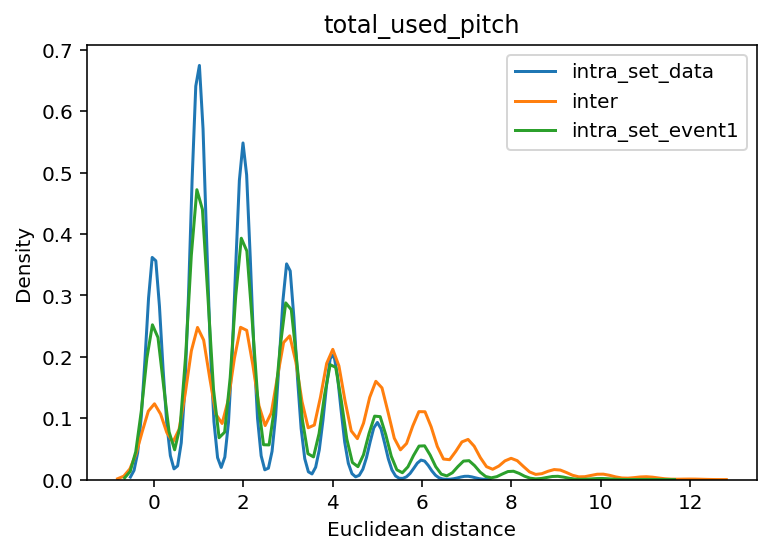 total_used_pitch
0.7
0.6
0.5
0.4
0.3
0.2
0.1
0.0
Density
intra_set_data
inter
intra_set_event1
0 2 4 6 8 10 12
Euclidean distance